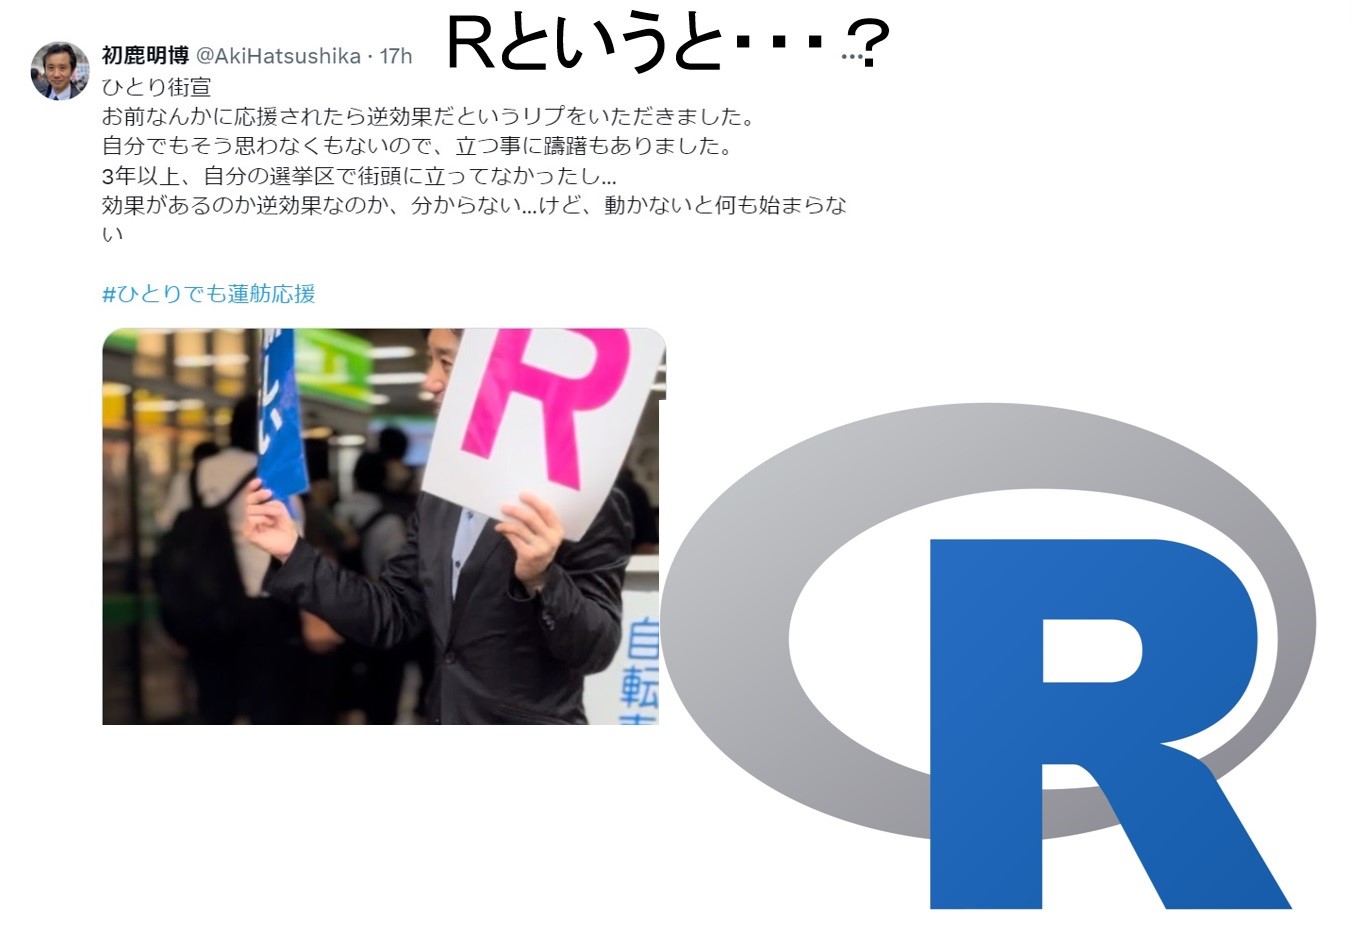 Rというと・・・？
初鹿明博 @AkiHatsushika · 17h
ひとり街宣
お前なんかに応援されたら逆効果だというリプをいただきました。
自分でもそう思わなくもないので、立つ事に躊躇もありました。
3年以上、自分の選挙区で街頭に立ってなかったし...
効果があるのか逆効果なのか、分からない...けど、動かないと何も始まらな
い
#ひとりでも蓮舫応援
R
自転
R